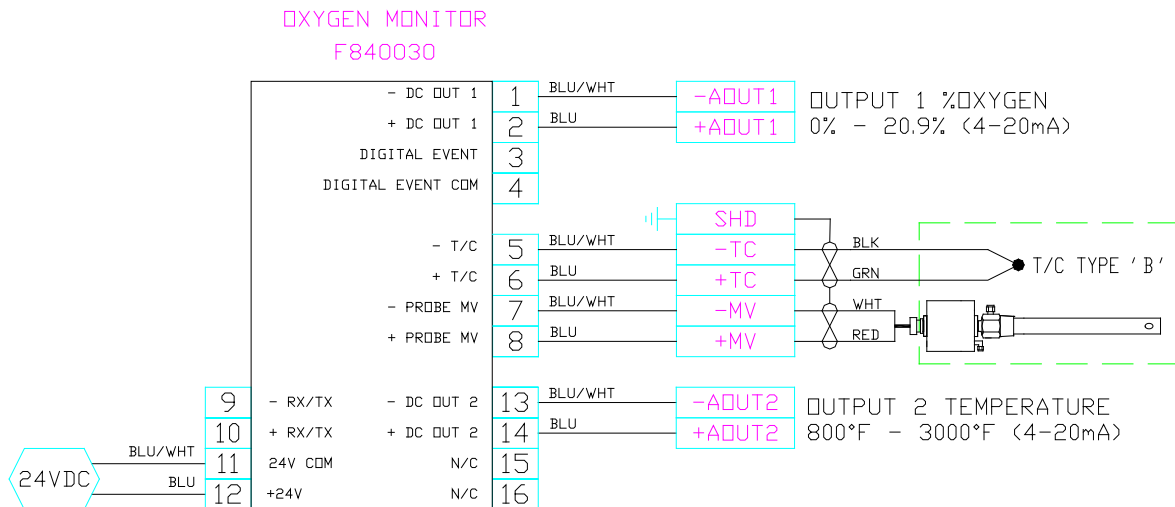 OXYGEN MONITOR
F840030
- DC OUT 1 1 BLU/WHT -AOUT1 OUTPUT 1 %OXYGEN
+ DC OUT 1 2 BLU +AOUT1 0% - 20.9% (4-20mA)
DIGITAL EVENT 3
DIGITAL EVENT COM 4
SHD
- T/C 5 BLU/WHT -TC BLK
T/C TYPE 'B'
+ T/C 6 BLU +TC GRN
- PROBE MV 7 BLU/WHT -MV WHT
+ PROBE MV 8 BLU +MV RED
9 - RX/TX - DC OUT 2 13 BLU/WHT -AOUT2 OUTPUT 2 TEMPERATURE
10 + RX/TX + DC OUT 2 14 BLU +AOUT2 800°F - 3000°F (4-20mA)
BLU/WHT 11 24V COM N/C 15
24VDC
BLU 12 +24V N/C 16